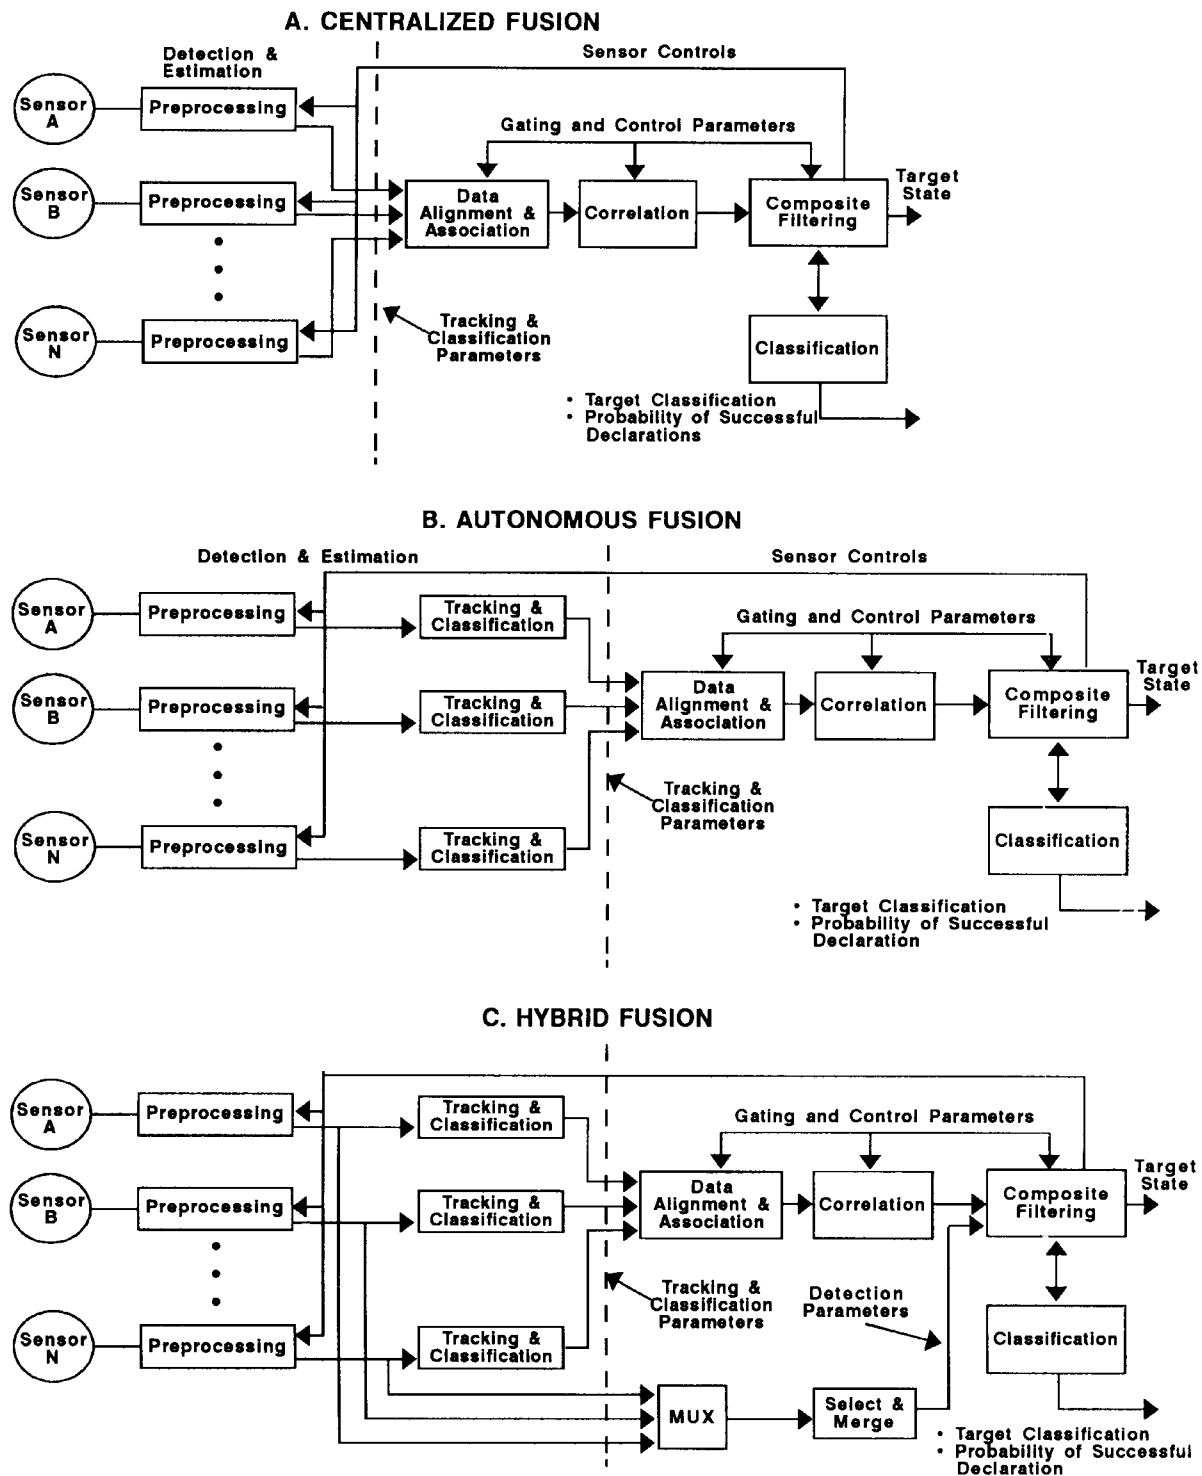 A. CENTRALIZED FUSION
Detection &
Estimation
Sensor Controls
Sensor
A
Preprocessing
Gating and Control Parameters
Sensor
B
Preprocessing
Data
Alignment &
Association
Correlation
Composite
Filtering
Target
State
Sensor
N
Preprocessing
Tracking &
Classification
Parameters
Classification
• Target Classification
• Probability of Successful
Declarations
B. AUTONOMOUS FUSION
Detection & Estimation
Sensor Controls
Sensor
A
Preprocessing
Tracking &
Classification
Gating and Control Parameters
Sensor
B
Preprocessing
Tracking &
Classification
Data
Alignment &
Association
Correlation
Composite
Filtering
Target
State
Tracking &
Classification
Parameters
Sensor
N
Preprocessing
Tracking &
Classification
Classification
• Target Classification
• Probability of Successful
Declaration
C. HYBRID FUSION
Sensor
A
Preprocessing
Tracking &
Classification
Gating and Control Parameters
Sensor
B
Preprocessing
Tracking &
Classification
Data
Alignment &
Association
Correlation
Composite
Filtering
Target
State
Tracking &
Classification
Parameters
Detection
Parameters
Sensor
N
Preprocessing
Tracking &
Classification
Classification
MUX
Select &
Merge
• Target Classification
• Probability of Successful
Declaration